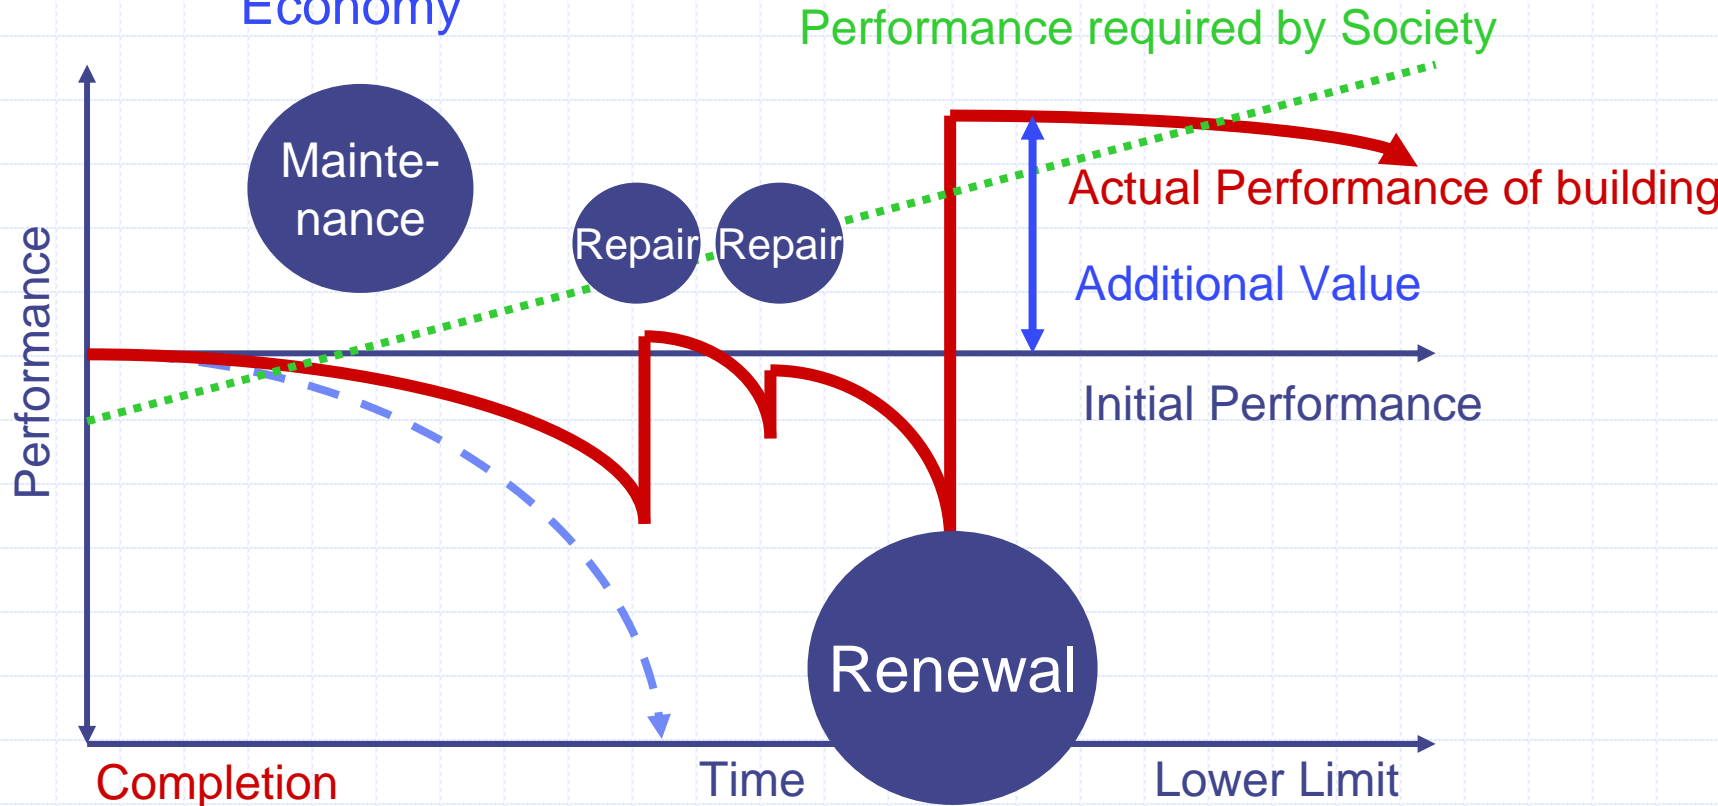 Economy
Performance required by Society
Mainte-
nance
Repair
Repair
Actual Performance of building
Additional Value
Initial Performance
Performance
Renewal
Completion
Time
Lower Limit